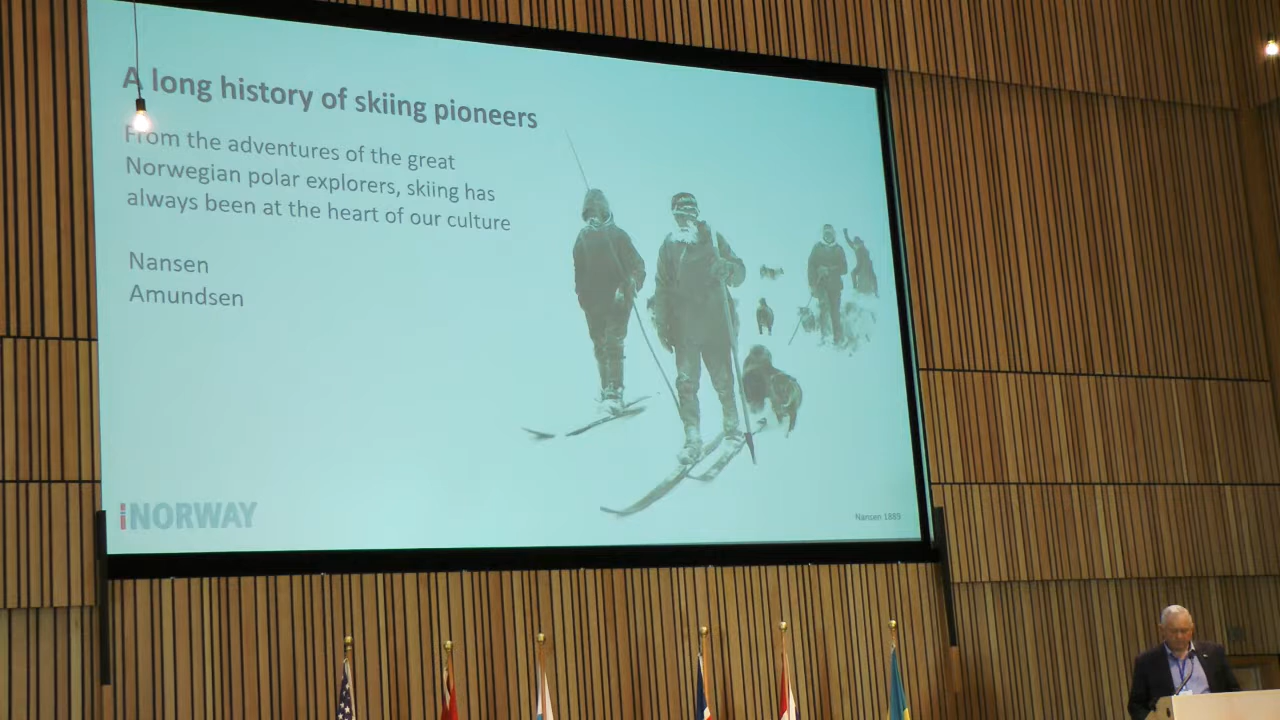 A long history of skiing pioneers
From the adventures of the great
Norwegian polar explorers, skiing has
always been at the heart of our culture
Nansen
Amundsen
iNORWAY
Nansen 1889